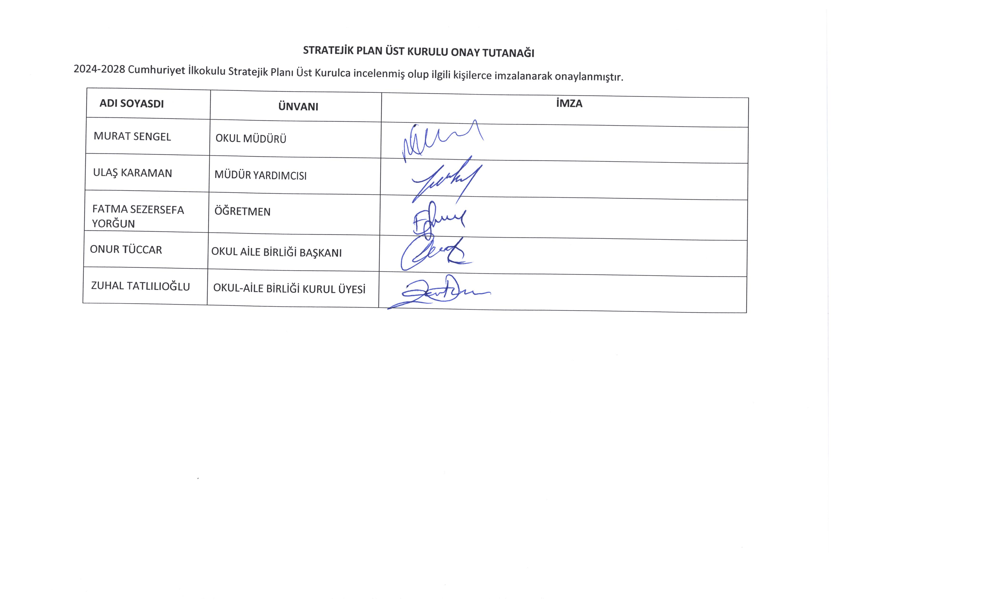 STRATEJİK PLAN ÜST KURULU ONAY TUTANAĞI
2024-2028 Cumhuriyet İlkokulu Stratejik Planı Üst Kurulca incelenmiş olup ilgili kişilerce imzalanarak onaylanmıştır.
ADI SOYASDI ÜNVANI İMZA
MURAT SENGEL OKUL MÜDÜRÜ
ULAŞ KARAMAN MÜDÜR YARDIMCISI
FATMA SEZERSEFA ÖĞRETMEN
YORĞUN
ONUR TÜCCAR OKUL AİLE BİRLİĞİ BAŞKANI
ZUHAL TATLILIOĞLU OKUL-AİLE BİRLİĞİ KURUL ÜYESİ